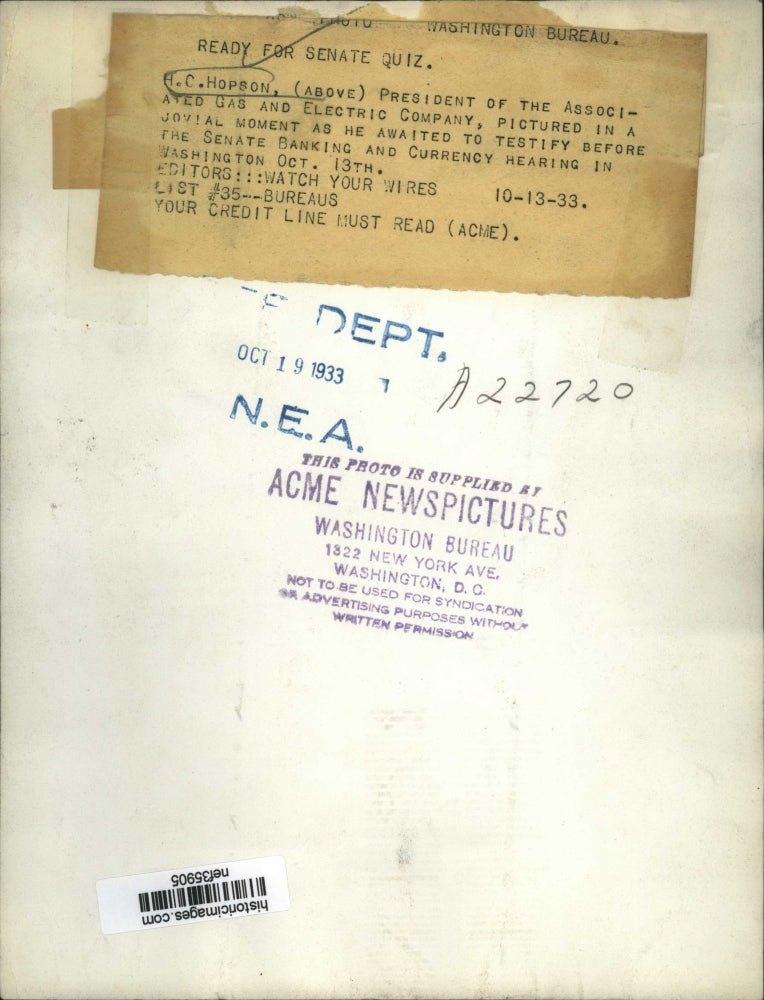 PHOTO WASHINGTON BUREAU.
READY FOR SENATE QUIZ.
H.C.HOPSON, (ABOVE) PRESIDENT OF THE ASSOCI-
ATED GAS AND ELECTRIC COMPANY, PICTURED IN A
JOVIAL MOMENT AS HE AWAITED TO TESTIFY BEFORE
THE SENATE BANKING AND CURRENCY HEARING IN
WASHINGTON OCT. 13TH.
EDITORS:::WATCH YOUR WIRES 10-13-33.
LIST #35--BUREAUS
YOUR CREDIT LINE MUST READ (ACME).
DEPT.
OCT 19 1933
A22720
N.E.A.
THIS PHOTO IS SUPPLIED BY
ACME NEWSPICTURES
WASHINGTON BUREAU
1322 NEW YORK AVE.
WASHINGTON, D. C.
NOT TO BE USED FOR SYNDICATION
OR ADVERTISING PURPOSES WITHOUT
WRITTEN PERMISSION
historicimages.com
nef35905